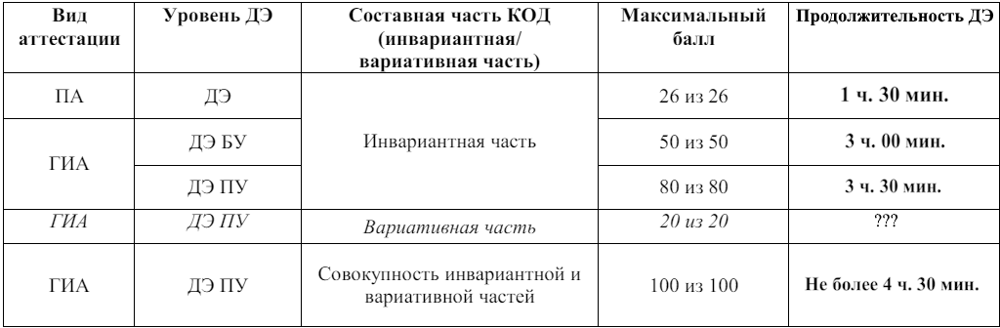 Вид аттестации
Уровень ДЭ
Составная часть КОД
(инвариантная/
вариативная часть)
Максимальный
балл
Продолжительность ДЭ
ПА
ДЭ
Инвариантная часть
26 из 26
1 ч. 30 мин.
ГИА
ДЭ БУ
50 из 50
3 ч. 00 мин.
ДЭ ПУ
80 из 80
3 ч. 30 мин.
ГИА
ДЭ ПУ
Вариативная часть
20 из 20
???
ГИА
ДЭ ПУ
Совокупность инвариантной и
вариативной частей
100 из 100
Не более 4 ч. 30 мин.